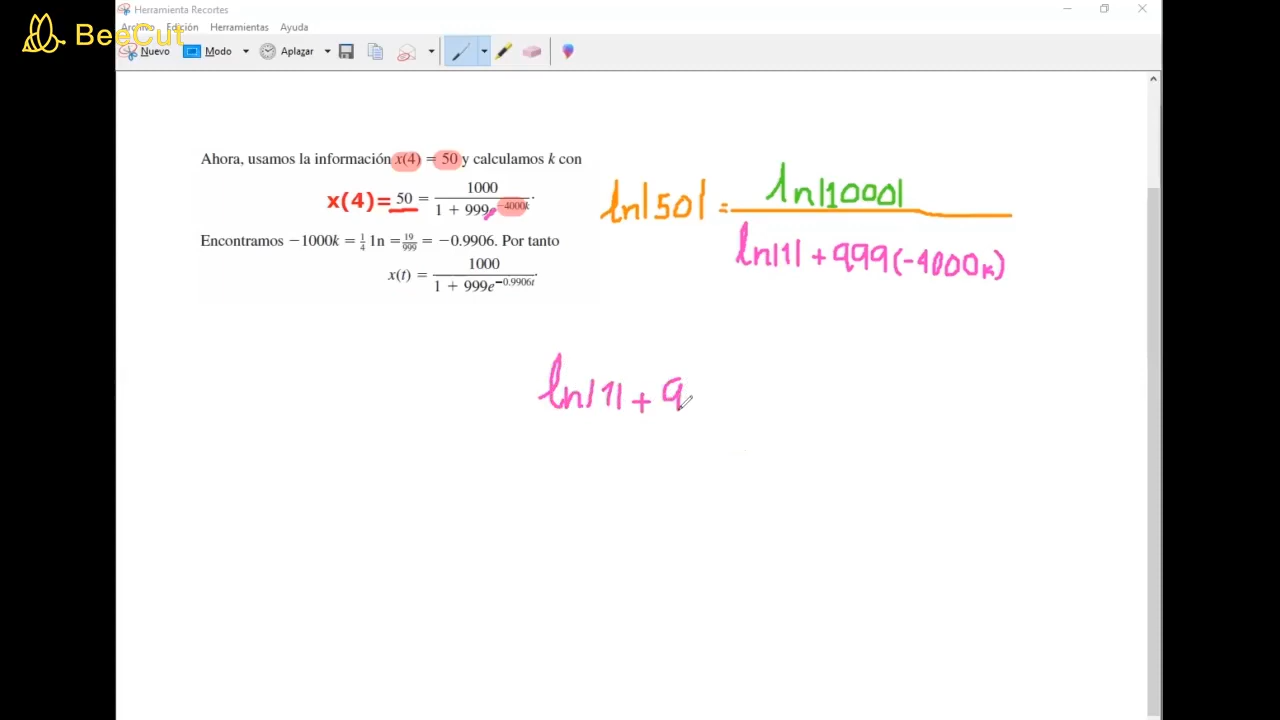 Herramienta Recortes
Archivo Edición Herramientas Ayuda
BeeCut
Nuevo Modo Aplazar
Ahora, usamos la información x(4) = 50 y calculamos k con
x(4)= 50 = 1000 / 1 + 999e^−4000k.
ln|50| = ln|1000| / ln|1| + 999(-4000k)
Encontramos −1000k = 1/4 ln = 19/999 = −0.9906. Por tanto
x(t) = 1000 / 1 + 999e^−0.9906t.
ln|1| + 9